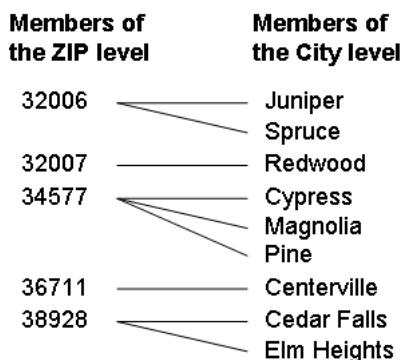 Members of Members of
the ZIP level the City level
32006 Juniper
Spruce
32007 Redwood
34577 Cypress
Magnolia
Pine
36711 Centerville
38928 Cedar Falls
Elm Heights